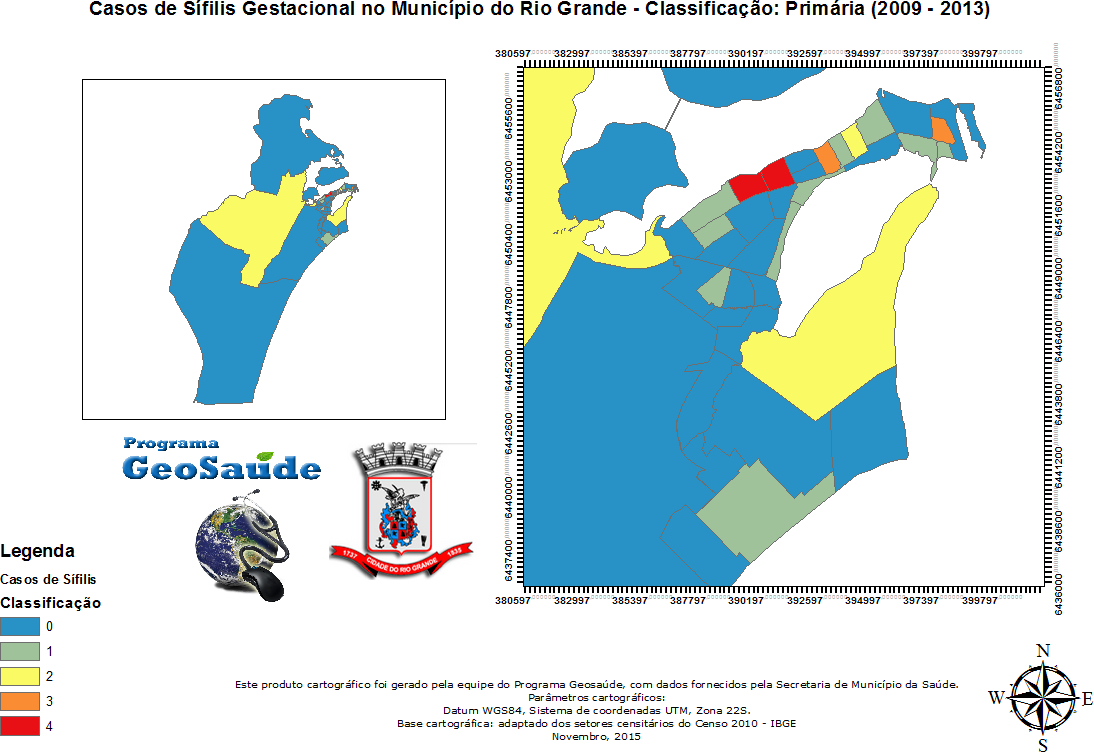 Casos de Sífilis Gestacional no Município do Rio Grande - Classificação: Primária (2009 - 2013)
380597 382997 385397 387797 390197 392597 394997 397397 399797
6455600
6453000
6450400
6447800
6445200
6442600
6440000
6437400
6456800
6454200
6451600
6449000
6446400
6443800
6441200
6438600
6436000
380597 382997 385397 387797 390197 392597 394997 397397 399797
Programa
GeoSaúde
1737 CIDADE DO RIO GRANDE 1835
Legenda
Casos de Sífilis
Classificação
0
1
2
3
4
Este produto cartográfico foi gerado pela equipe do Programa Geosaúde, com dados fornecidos pela Secretaria de Município da Saúde.
Parâmetros cartográficos:
Datum WGS84, Sistema de coordenadas UTM, Zona 22S.
Base cartográfica: adaptado dos setores censitários do Censo 2010 - IBGE
Novembro, 2015
N
W E
S